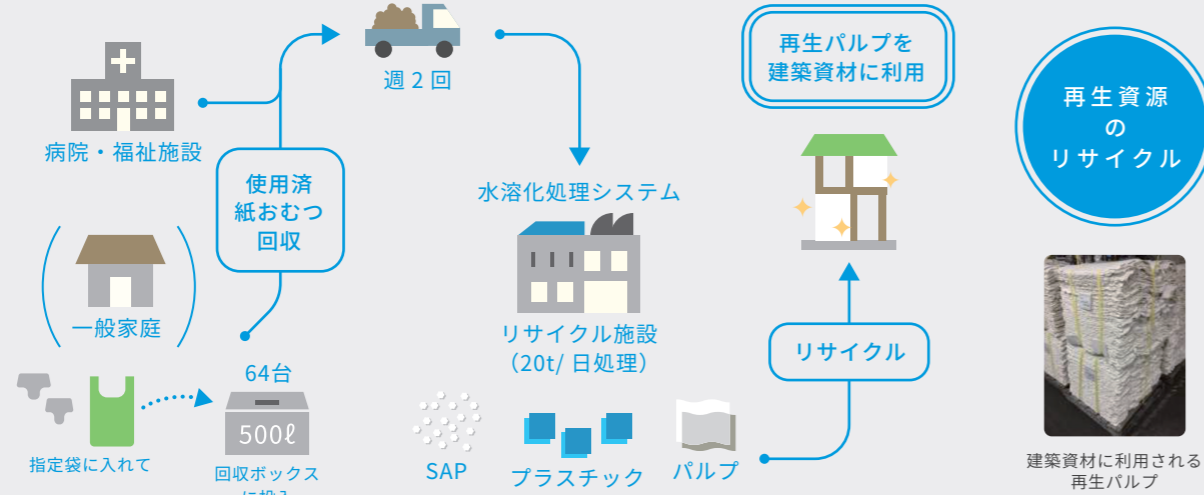 病院・福祉施設
週2回
使用済
紙おむつ
回収
一般家庭
指定袋に入れて
64台
500ℓ
回収ボックス
に投入
水溶化処理システム
リサイクル施設
（20t/ 日処理）
SAP
プラスチック
パルプ
リサイクル
再生パルプを
建築資材に利用
再生資源
の
リサイクル
建築資材に利用される
再生パルプ